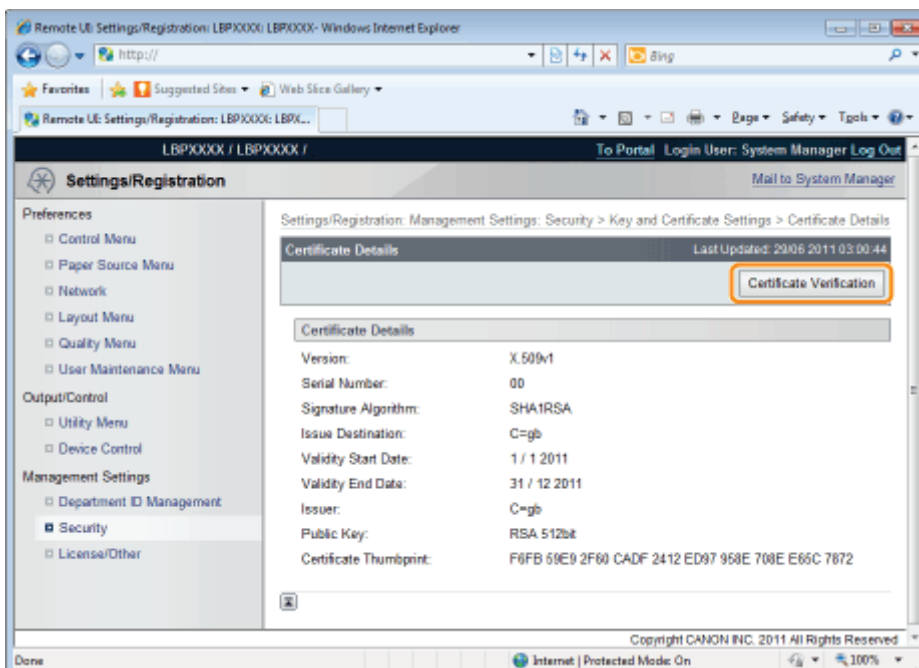 Remote UI: Settings/Registration: LBPXXXX: LBPXXXX- Windows Internet Explorer
http:// Bing
Favorites Suggested Sites Web Slice Gallery
Remote UI: Settings/Registration: LBPXXXX: LBPX... Page Safety Tools
LBPXXXX / LBPXXXX / To Portal Login User: System Manager Log Out
Settings/Registration Mail to System Manager
Preferences
Control Menu
Paper Source Menu
Network
Layout Menu
Quality Menu
User Maintenance Menu
Output/Control
Utility Menu
Device Control
Management Settings
Department ID Management
Security
License/Other
Settings/Registration: Management Settings: Security > Key and Certificate Settings > Certificate Details
Certificate Details Last Updated: 29/06 2011 03:00:44
Certificate Verification
Certificate Details
Version: X.509v1
Serial Number: 00
Signature Algorithm: SHA1RSA
Issue Destination: C=gb
Validity Start Date: 1 / 1 2011
Validity End Date: 31 / 12 2011
Issuer: C=gb
Public Key: RSA 512bit
Certificate Thumbprint: F6FB 59E9 2F60 CADF 2412 ED97 958E 708E E65C 7872
Copyright CANON INC. 2011 All Rights Reserved
Done Internet | Protected Mode: On 100%